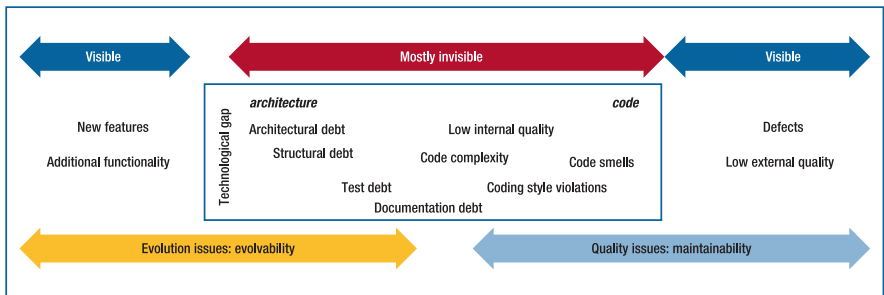 Visible
Mostly invisible
Visible
New features
Additional functionality
Technological gap
architecture
code
Architectural debt
Low internal quality
Structural debt
Code complexity
Code smells
Test debt
Coding style violations
Documentation debt
Defects
Low external quality
Evolution issues: evolvability
Quality issues: maintainability